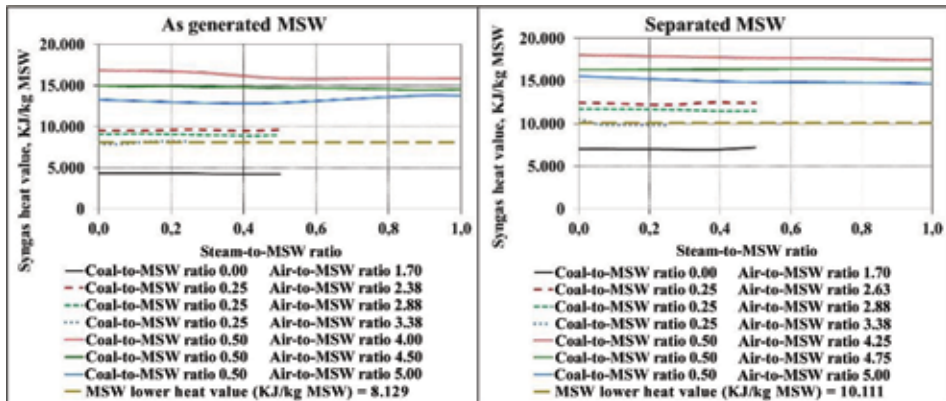 As generated MSW
Syngas heat value, KJ/kg MSW
20.000
15.000
10.000
5.000
0
0,0 0,2 0,4 0,6 0,8 1,0
Steam-to-MSW ratio
Coal-to-MSW ratio 0.00 Air-to-MSW ratio 1.70
Coal-to-MSW ratio 0.25 Air-to-MSW ratio 2.38
Coal-to-MSW ratio 0.25 Air-to-MSW ratio 2.88
Coal-to-MSW ratio 0.25 Air-to-MSW ratio 3.38
Coal-to-MSW ratio 0.50 Air-to-MSW ratio 4.00
Coal-to-MSW ratio 0.50 Air-to-MSW ratio 4.50
Coal-to-MSW ratio 0.50 Air-to-MSW ratio 5.00
MSW lower heat value (KJ/kg MSW) = 8.129
Separated MSW
Syngas heat value, KJ/kg MSW
20.000
15.000
10.000
5.000
0
0,0 0,2 0,4 0,6 0,8 1,0
Steam-to-MSW ratio
Coal-to-MSW ratio 0.00 Air-to-MSW ratio 1.70
Coal-to-MSW ratio 0.25 Air-to-MSW ratio 2.63
Coal-to-MSW ratio 0.25 Air-to-MSW ratio 2.88
Coal-to-MSW ratio 0.25 Air-to-MSW ratio 3.38
Coal-to-MSW ratio 0.50 Air-to-MSW ratio 4.25
Coal-to-MSW ratio 0.50 Air-to-MSW ratio 4.75
Coal-to-MSW ratio 0.50 Air-to-MSW ratio 5.00
MSW lower heat value (KJ/kg MSW) = 10.111